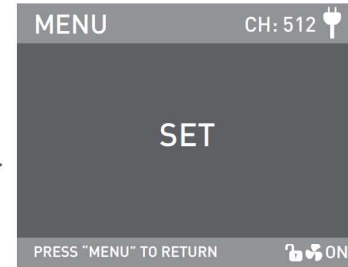 MENU CH: 512
SET
PRESS “MENU” TO RETURN ON